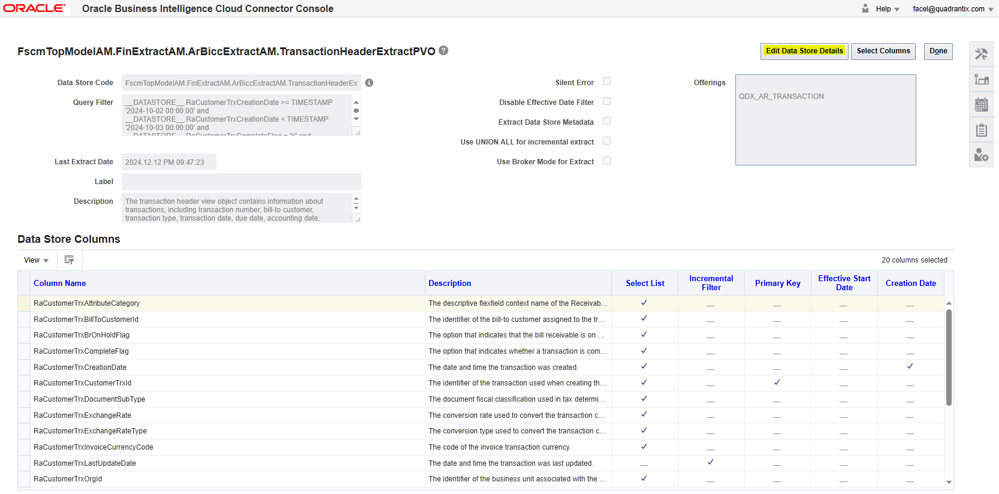 ORACLE Oracle Business Intelligence Cloud Connector Console Help facel@quadrantix.com
FscmTopModelAM.FinExtractAM.ArBiccExtractAM.TransactionHeaderExtractPVO ?
Edit Data Store Details Select Columns Done
Data Store Code FscmTopModelAM.FinExtractAM.ArBiccExtractAM.TransactionHeaderEx
Query Filter __DATASTORE__.RaCustomerTrxCreationDate >= TIMESTAMP
'2024-10-02 00:00:00' and
__DATASTORE__.RaCustomerTrxCreationDate < TIMESTAMP
'2024-10-03 00:00:00' and
__DATASTORE__.RaCustomerTrxCompleteFlag = 'Y' and
Last Extract Date 2024.12.12 PM 09:47:23
Label
Description The transaction header view object contains information about
transactions, including transaction number, bill-to customer,
transaction type, transaction date, due date, accounting date,
Silent Error
Disable Effective Date Filter
Extract Data Store Metadata
Use UNION ALL for incremental extract
Use Broker Mode for Extract
Offerings
QDX_AR_TRANSACTION
Data Store Columns
View 20 columns selected
Column Name Description Select List Incremental Filter Primary Key Effective Start Date Creation Date
RaCustomerTrxAttributeCategory The descriptive flexfield context name of the Receivab...
RaCustomerTrxBillToCustomerId The identifier of the bill-to customer assigned to the tr...
RaCustomerTrxBrOnHoldFlag The option that indicates that the bill receivable is on ...
RaCustomerTrxCompleteFlag The option that indicates whether a transaction is com...
RaCustomerTrxCreationDate The date and time the transaction was created.
RaCustomerTrxCustomerTrxId The identifier of the transaction used when creating th...
RaCustomerTrxDocumentSubType The document fiscal classification used in tax determi...
RaCustomerTrxExchangeRate The conversion rate used to convert the transaction c...
RaCustomerTrxExchangeRateType The conversion type used to convert the transaction c...
RaCustomerTrxInvoiceCurrencyCode The code of the invoice transaction currency.
RaCustomerTrxLastUpdateDate The date and time the transaction was last updated.
RaCustomerTrxOrgId The identifier of the business unit associated with the ...